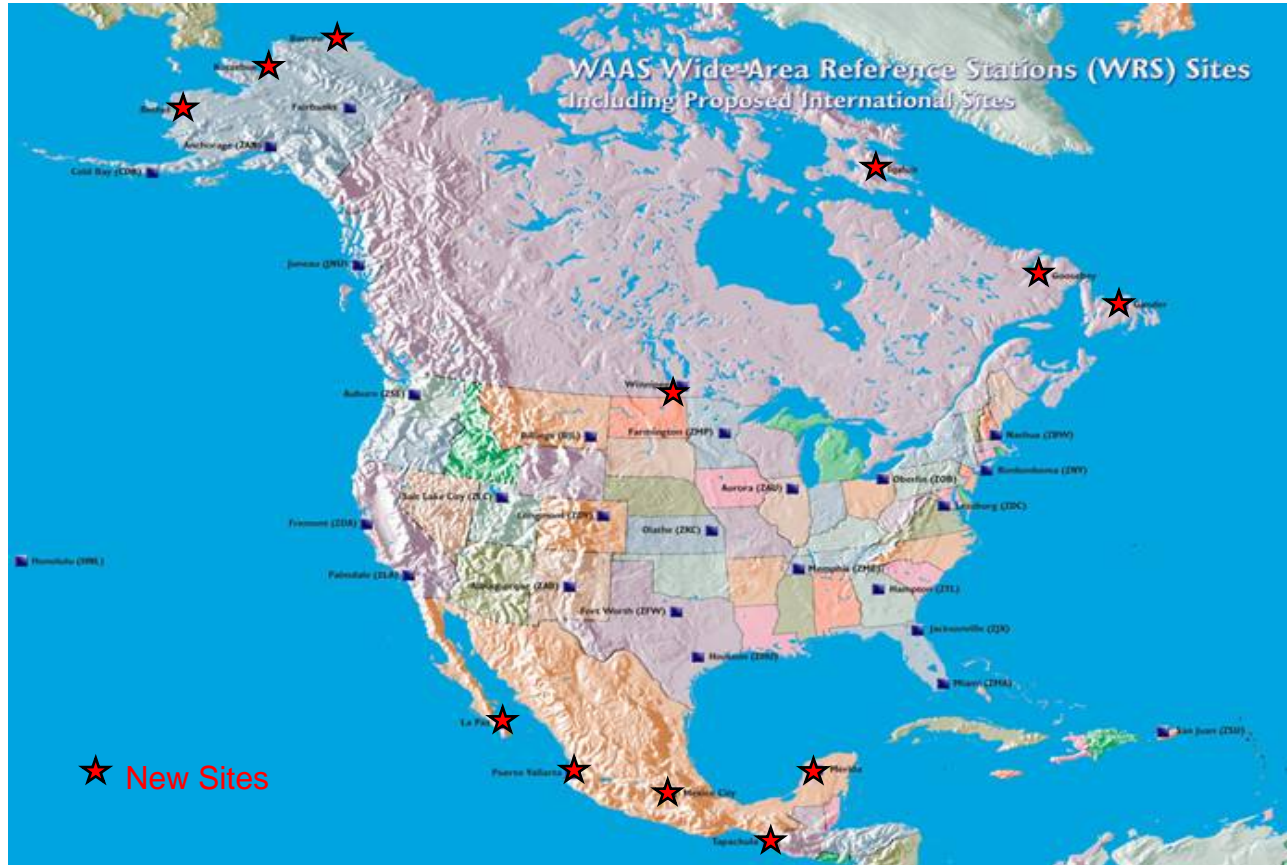 WAAS Wide-Area Reference Stations (WRS) Sites
Including Proposed International Sites
Barrow
Kotzebue
Bethel
Fairbanks
Anchorage (ZAN)
Cold Bay (CDB)
Iqaluit
Juneau (JNU)
Goosebay
Gander
Winnipeg
Auburn (ZSE)
Billings (BIL)
Farmington (ZMP)
Nashua (ZBW)
Ronkonkoma (ZNY)
Oberlin (ZOB)
Aurora (ZAU)
Salt Lake City (ZLC)
Leesburg (ZDC)
Longmont (ZDV)
Fremont (ZOA)
Olathe (ZKC)
Honolulu (HNL)
Memphis (ZME)
Palmdale (ZLA)
Albuquerque (ZAB)
Hampton (ZTL)
Fort Worth (ZFW)
Jacksonville (ZJX)
Houston (ZHU)
Miami (ZMA)
La Paz
San Juan (ZSU)
Puerto Vallarta
Merida
New Sites
Mexico City
Tapachula